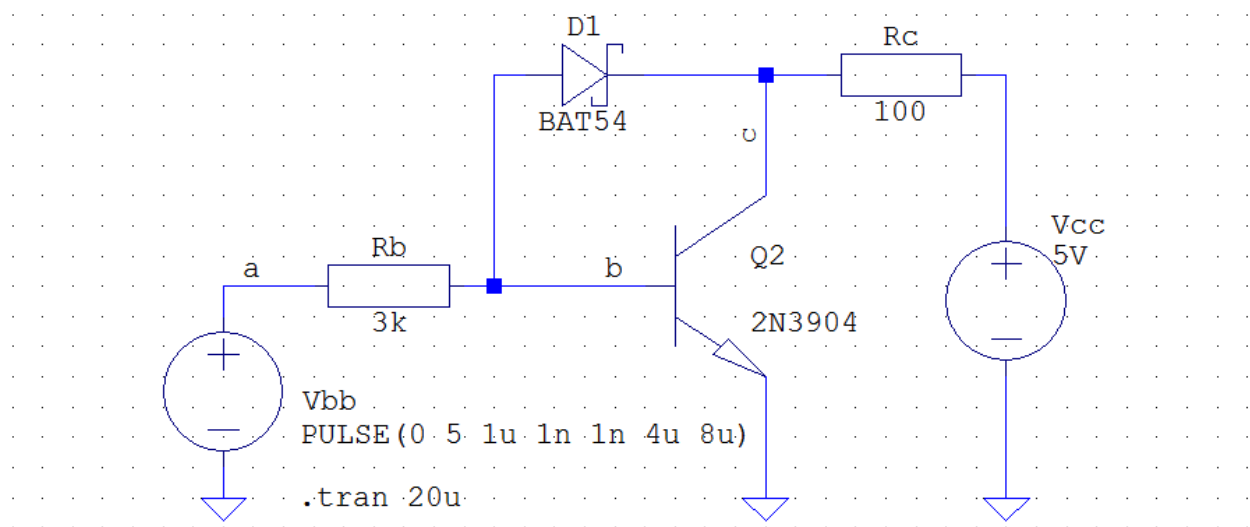 D1
BAT54
Rc
100
c
Vcc
5V
Rb
a
b
3k
Q2
2N3904
Vbb
PULSE(0 5 1u 1n 1n 4u 8u)
.tran 20u